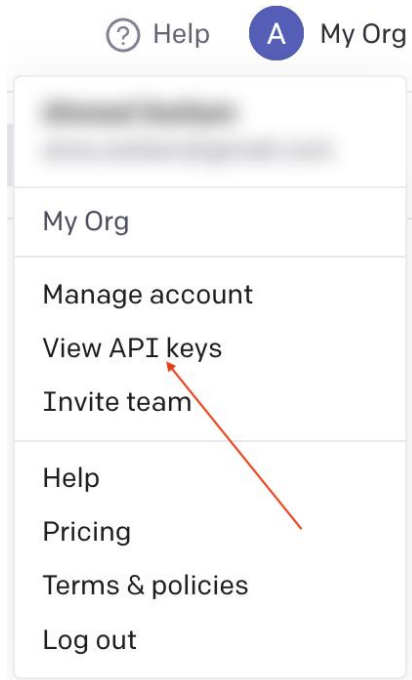 Help A My Org
My Org
Manage account
View API keys
Invite team
Help
Pricing
Terms & policies
Log out